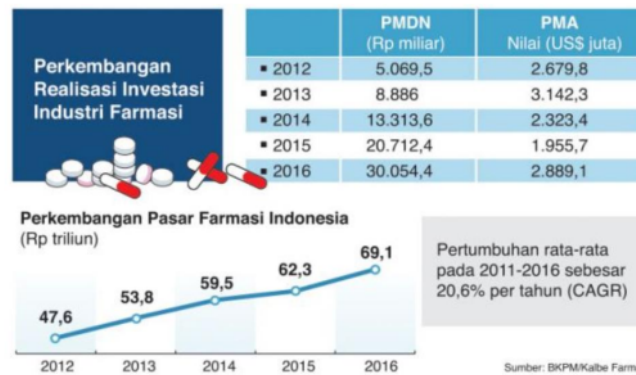 Perkembangan
Realisasi Investasi
Industri Farmasi
PMDN PMA
(Rp miliar) Nilai (US$ juta)
▪ 2012 5.069,5 2.679,8
▪ 2013 8.886 3.142,3
▪ 2014 13.313,6 2.323,4
▪ 2015 20.712,4 1.955,7
▪ 2016 30.054,4 2.889,1
Perkembangan Pasar Farmasi Indonesia
(Rp triliun)
47,6 53,8 59,5 62,3 69,1
2012 2013 2014 2015 2016
Pertumbuhan rata-rata
pada 2011-2016 sebesar
20,6% per tahun (CAGR)
Sumber: BKPM/Kalbe Farm